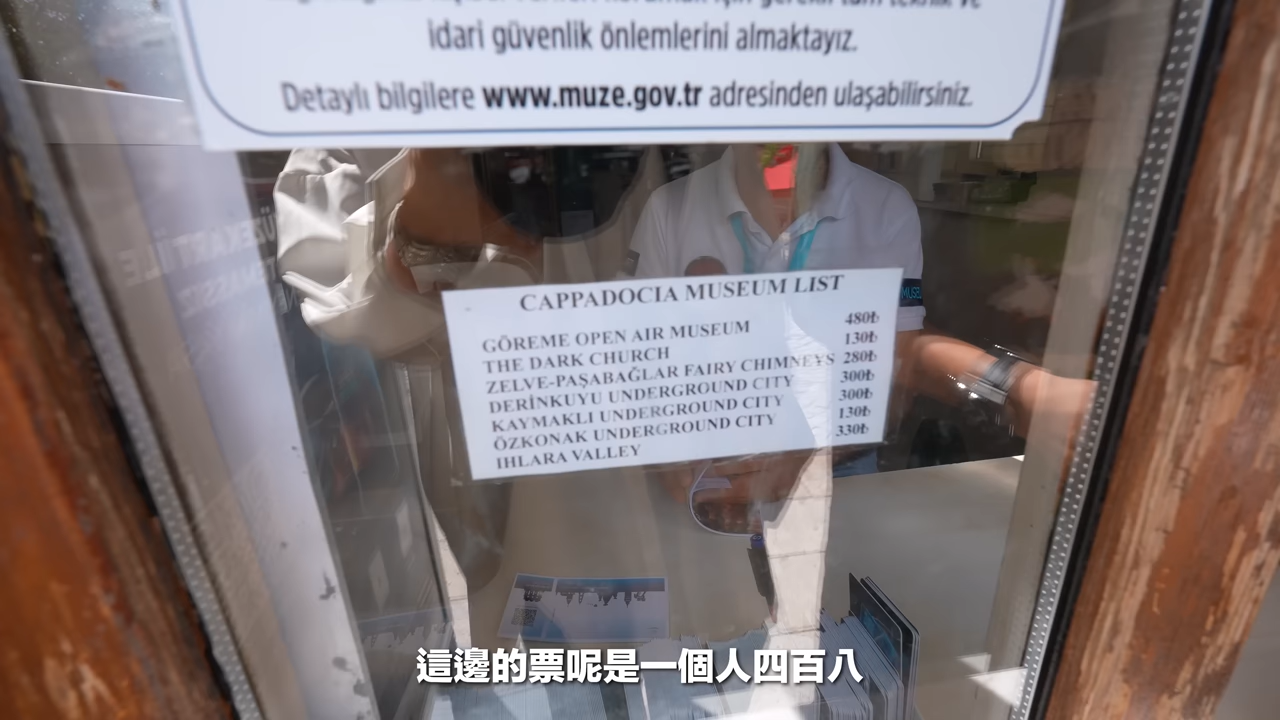 idari güvenlik önlemlerini almaktayız.
Detaylı bilgilere www.muze.gov.tr adresinden ulaşabilirsiniz.
CAPPADOCIA MUSEUM LIST
GÖREME OPEN AIR MUSEUM 480₺
THE DARK CHURCH 130₺
ZELVE-PAŞABAĞLAR FAIRY CHIMNEYS 280₺
DERİNKUYU UNDERGROUND CITY 300₺
KAYMAKLI UNDERGROUND CITY 300₺
ÖZKONAK UNDERGROUND CITY 130₺
IHLARA VALLEY 330₺
這邊的票呢是一個人四百八